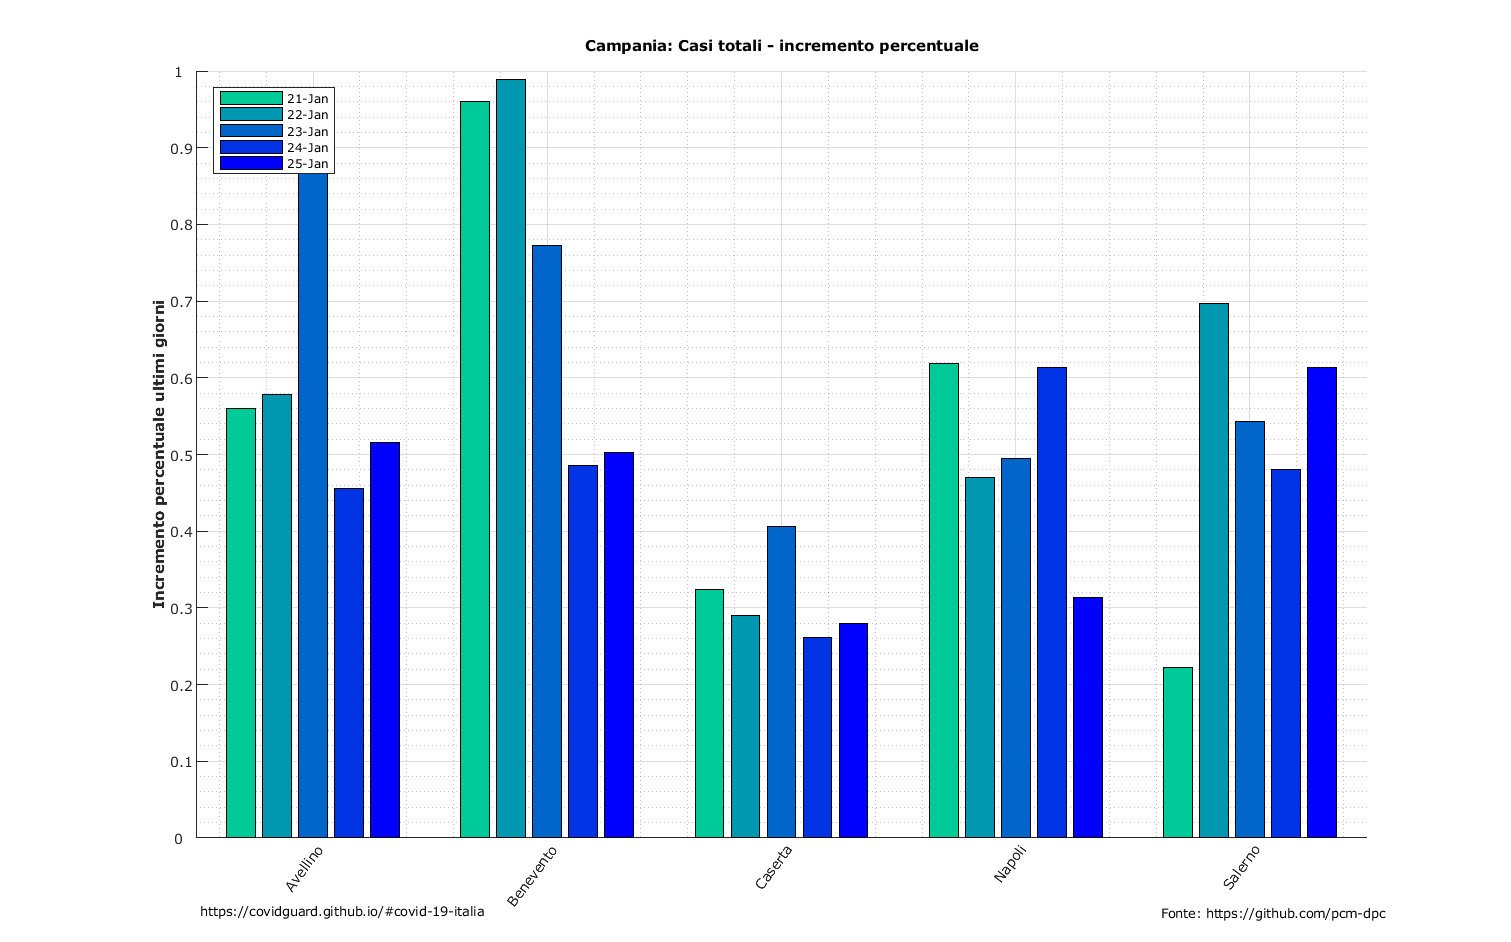 Campania: Casi totali - incremento percentuale
1
0.9
0.8
0.7
0.6
0.5
0.4
0.3
0.2
0.1
0
Incremento percentuale ultimi giorni
21-Jan
22-Jan
23-Jan
24-Jan
25-Jan
Avellino
Benevento
Caserta
Napoli
Salerno
https://covidguard.github.io/#covid-19-italia
Fonte: https://github.com/pcm-dpc